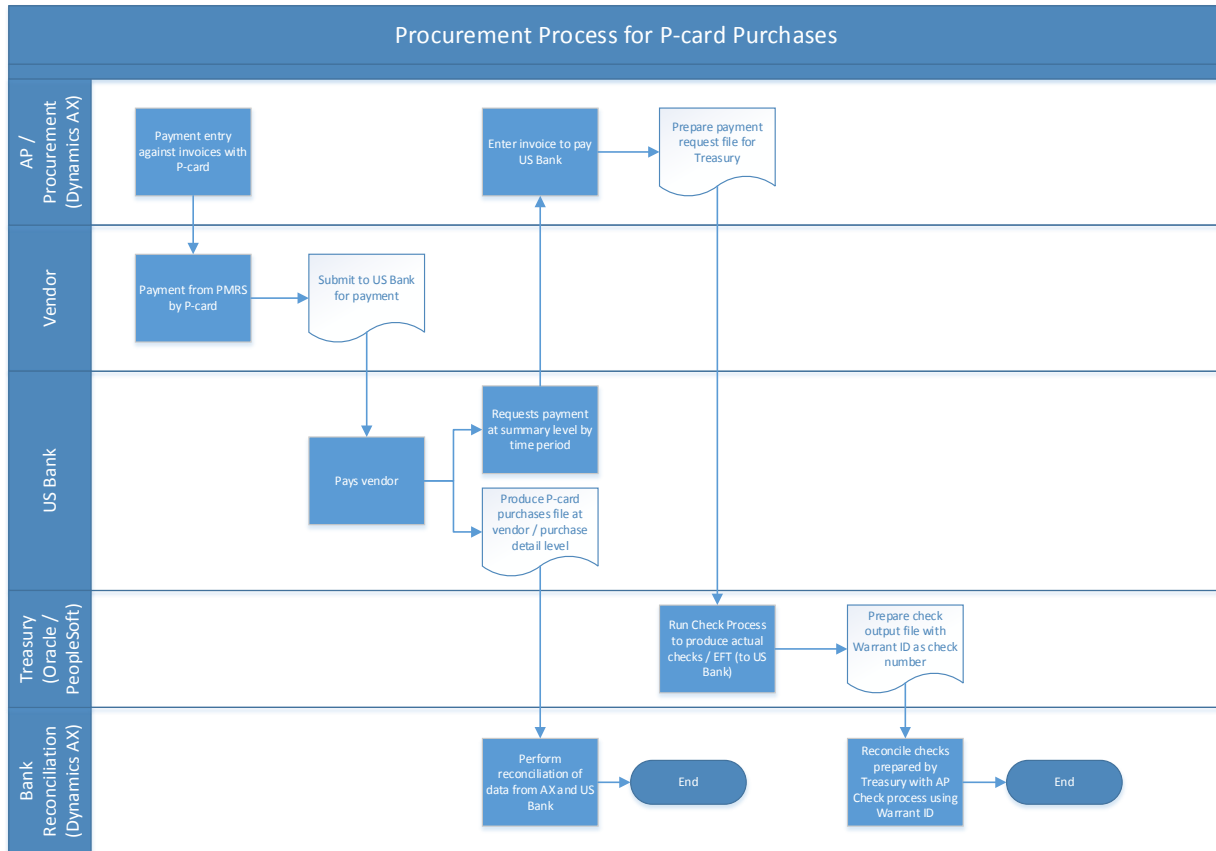 Procurement Process for P-card Purchases
AP /
Procurement
(Dynamics AX)
Payment entry
against invoices with
P-card
Enter invoice to pay
US Bank
Prepare payment
request file for
Treasury
Vendor
Payment from PMRS
by P-card
Submit to US Bank
for payment
US Bank
Pays vendor
Requests payment
at summary level by
time period
Produce P-card
purchases file at
vendor / purchase
detail level
Treasury
(Oracle /
PeopleSoft)
Run Check Process
to produce actual
checks / EFT (to US
Bank)
Prepare check
output file with
Warrant ID as check
number
Bank
Reconciliation
(Dynamics AX)
Perform
reconciliation of
data from AX and US
Bank
End
Reconcile checks
prepared by
Treasury with AP
Check process using
Warrant ID
End